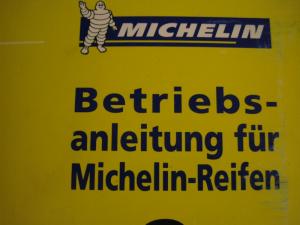 MICHELIN
Betriebs-
anleitung für
Michelin-Reifen